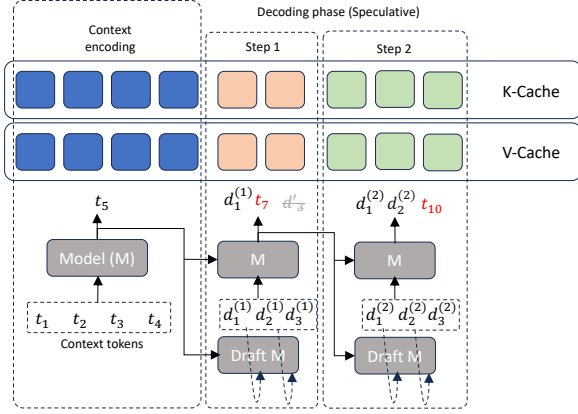 Decoding phase (Speculative)
Context
encoding
Step 1
Step 2
K-Cache
V-Cache
t₅
d₁⁽¹⁾ t₇ d'₃
d₁⁽²⁾ d₂⁽²⁾ t₁₀
Model (M)
M
M
t₁ t₂ t₃ t₄
Context tokens
d₁⁽¹⁾ d₂⁽¹⁾ d₃⁽¹⁾
d₁⁽²⁾ d₂⁽²⁾ d₃⁽²⁾
Draft M
Draft M